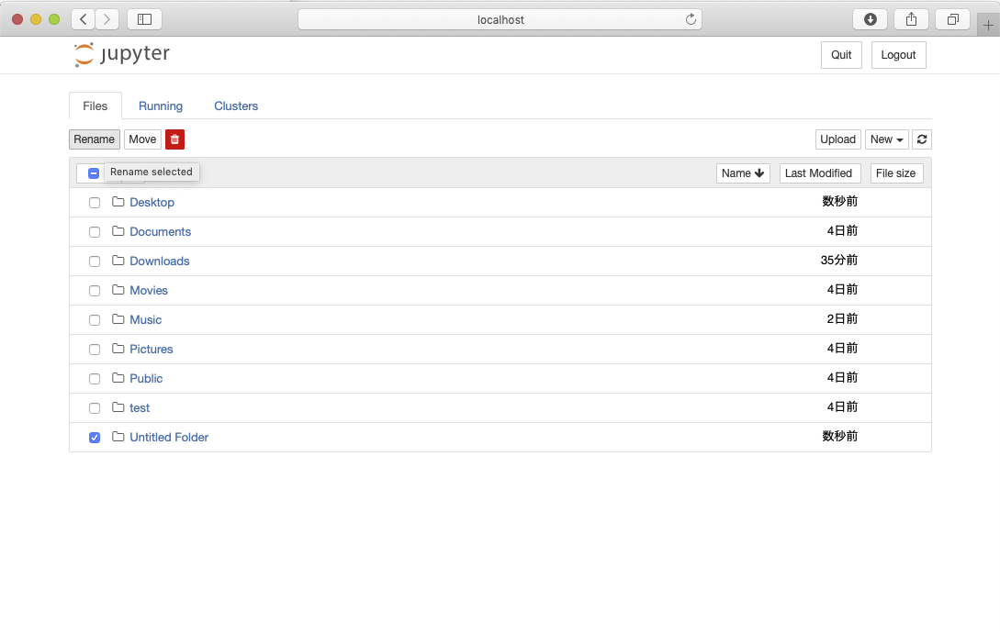 localhost
jupyter
Quit Logout
Files Running Clusters
Rename Move Upload New
Rename selected
Name Last Modified File size
Desktop 数秒前
Documents 4日前
Downloads 35分前
Movies 4日前
Music 2日前
Pictures 4日前
Public 4日前
test 4日前
Untitled Folder 数秒前